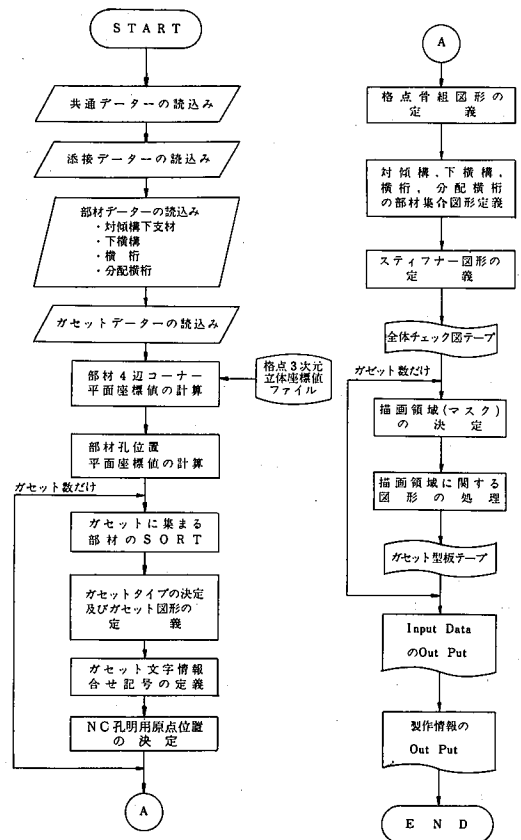 START
共通データーの読込み
添接データーの読込み
部材データーの読込み
・対傾構下支材
・下横構
・横桁
・分配横桁
ガセットデーターの読込み
部材4辺コーナー
平面座標値の計算
格点3次元
立体座標値
ファイル
部材孔位置
平面座標値の計算
ガセット数だけ
ガセットに集まる
部材のSORT
ガセットタイプの決定
及びガセット図形の
定義
ガセット文字情報
合せ記号の定義
NC孔明用原点位置
の決定
A
A
格点骨組図形の
定義
対傾構,下横構,
横桁,分配横桁
の部材集合図形定義
スティフナー図形の
定義
全体チェック図テープ
ガゼット数だけ
描画領域(マスク)
の決定
描画領域に関する
図形の処理
ガセット型板テープ
Input Data
のOut Put
製作情報の
Out Put
END